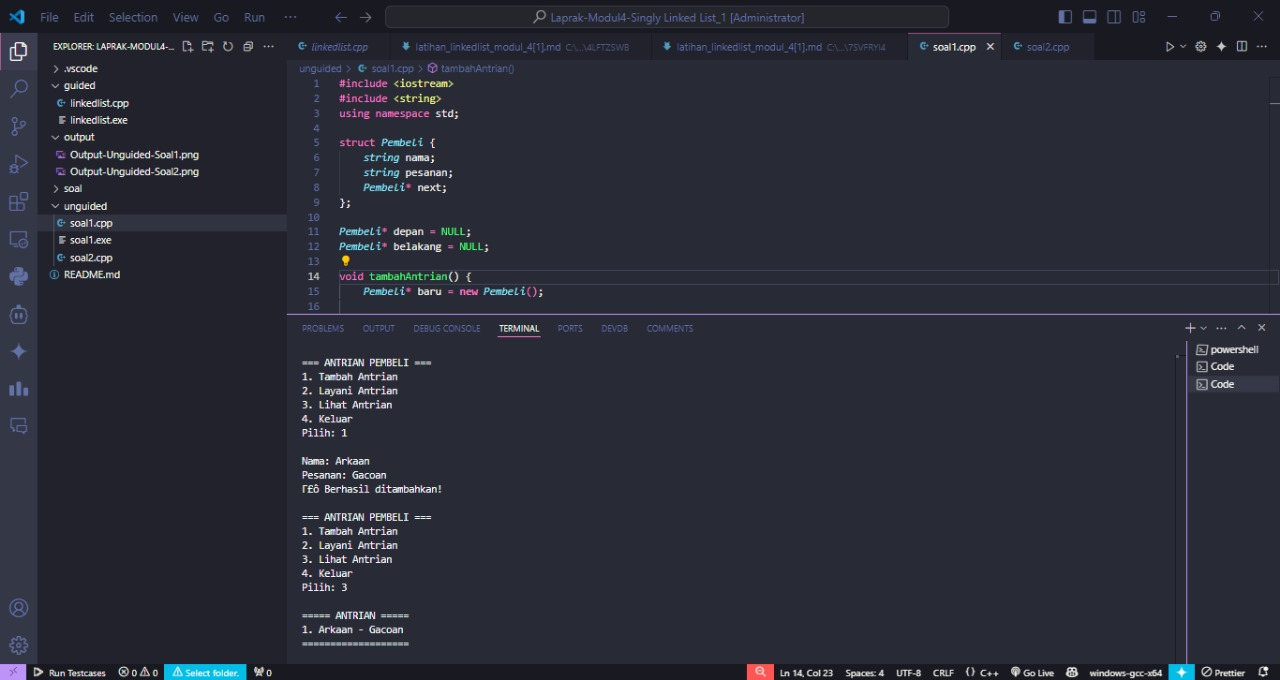 File Edit Selection View Go Run ···
Laprak-Modul4-Singly Linked List_1 [Administrator]
EXPLORER: LAPRAK-MODUL4-...
.vscode
guided
linkedlist.cpp
linkedlist.exe
output
Output-Unguided-Soal1.png
Output-Unguided-Soal2.png
soal
unguided
soal1.cpp
soal1.exe
soal2.cpp
README.md
linkedlist.cpp
latihan_linkedlist_modul_4[1].md C:\...\4LFTZSWB
latihan_linkedlist_modul_4[1].md C:\...\7SVFRYI4
soal1.cpp
soal2.cpp
unguided > soal1.cpp > tambahAntrian()
1 #include <iostream>
2 #include <string>
3 using namespace std;
4
5 struct Pembeli {
6 string nama;
7 string pesanan;
8 Pembeli* next;
9 };
10
11 Pembeli* depan = NULL;
12 Pembeli* belakang = NULL;
13
14 void tambahAntrian() {
15 Pembeli* baru = new Pembeli();
16
PROBLEMS OUTPUT DEBUG CONSOLE TERMINAL PORTS DEVDB COMMENTS
=== ANTRIAN PEMBELI ===
1. Tambah Antrian
2. Layani Antrian
3. Lihat Antrian
4. Keluar
Pilih: 1
Nama: Arkaan
Pesanan: Gacoan
Γ£ô Berhasil ditambahkan!
=== ANTRIAN PEMBELI ===
1. Tambah Antrian
2. Layani Antrian
3. Lihat Antrian
4. Keluar
Pilih: 3
===== ANTRIAN =====
1. Arkaan - Gacoan
===================
powershell
Code
Code
Run Testcases 0 0 Select folder. 0
Ln 14, Col 23 Spaces: 4 UTF-8 CRLF {} C++ Go Live windows-gcc-x64 Prettier